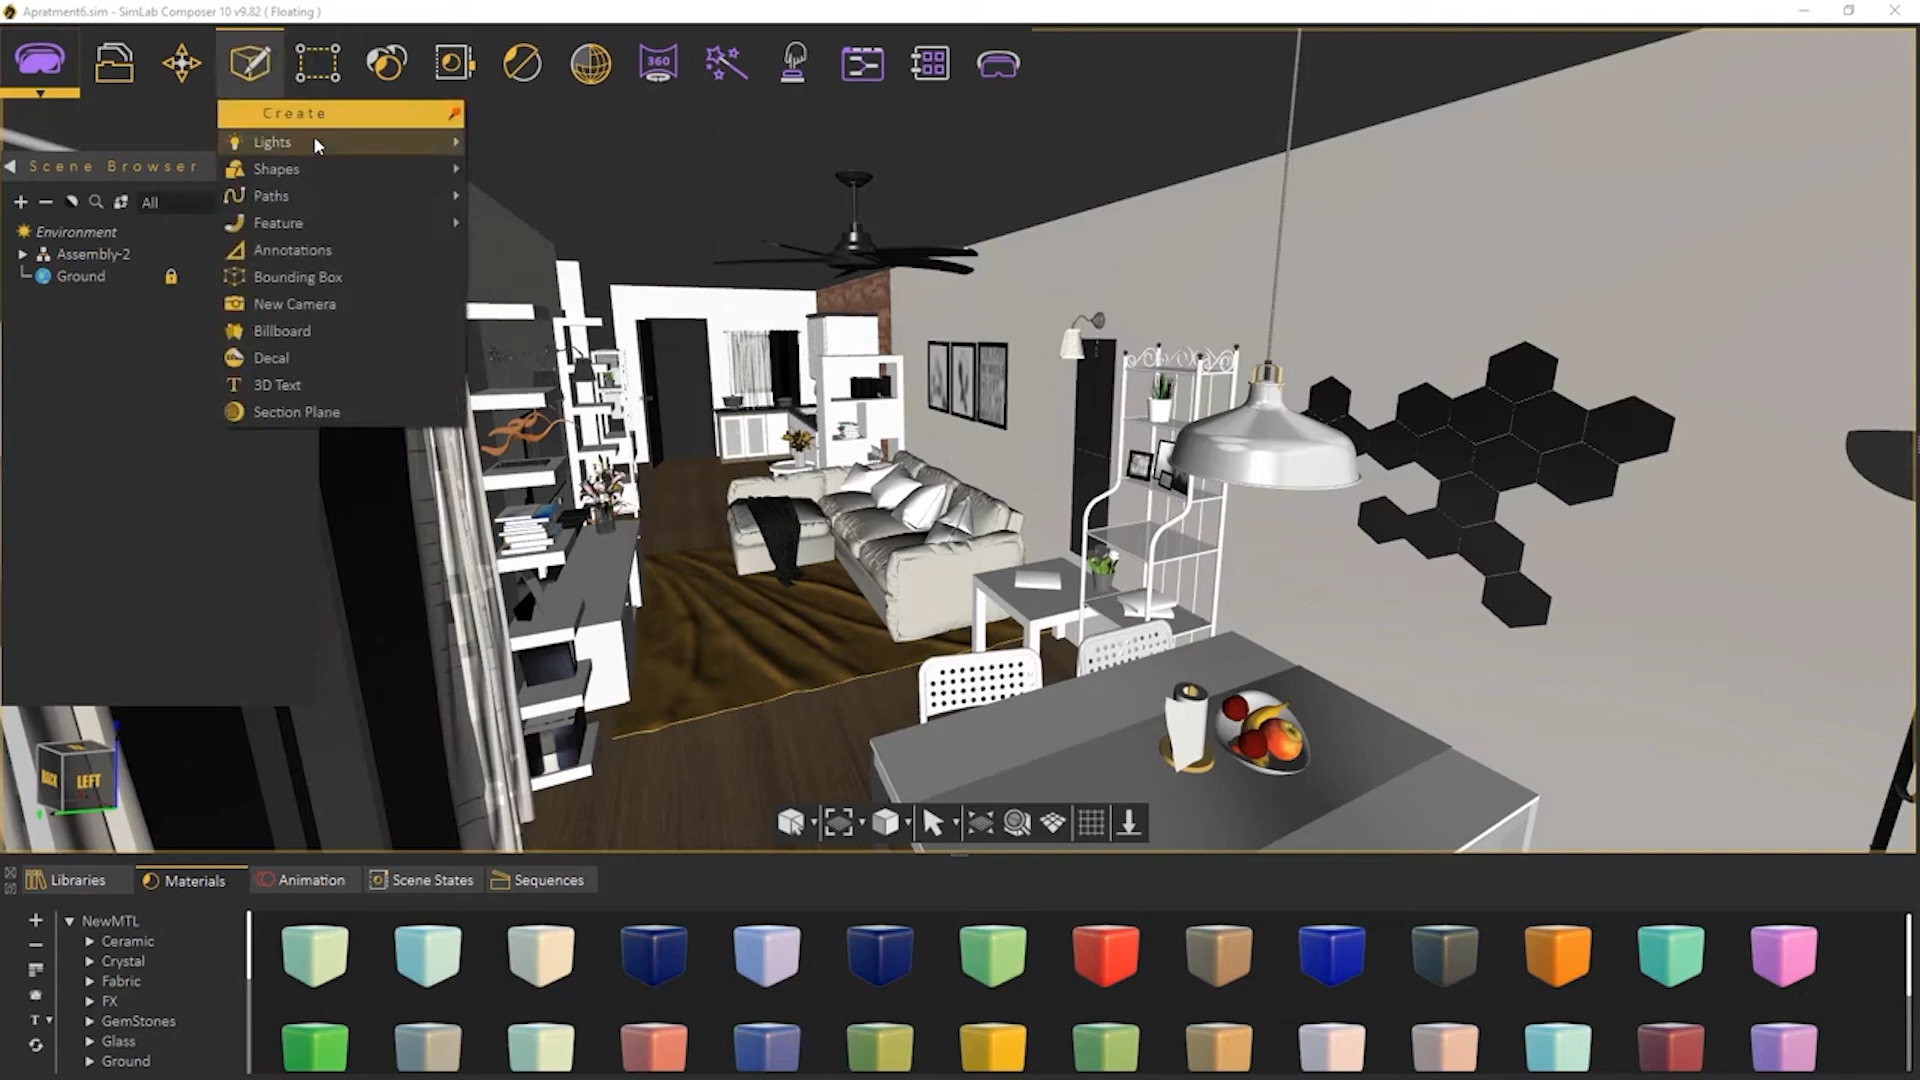 Apratment6.sim - SimLab Composer 10 v9.82 ( Floating )
360
Create
Lights
Shapes
Paths
Feature
Annotations
Bounding Box
New Camera
Billboard
Decal
3D Text
Section Plane
Scene Browser
All
Environment
Assembly-2
Ground
BACK
LEFT
Libraries
Materials
Animation
Scene States
Sequences
NewMTL
Ceramic
Crystal
Fabric
FX
GemStones
Glass
Ground